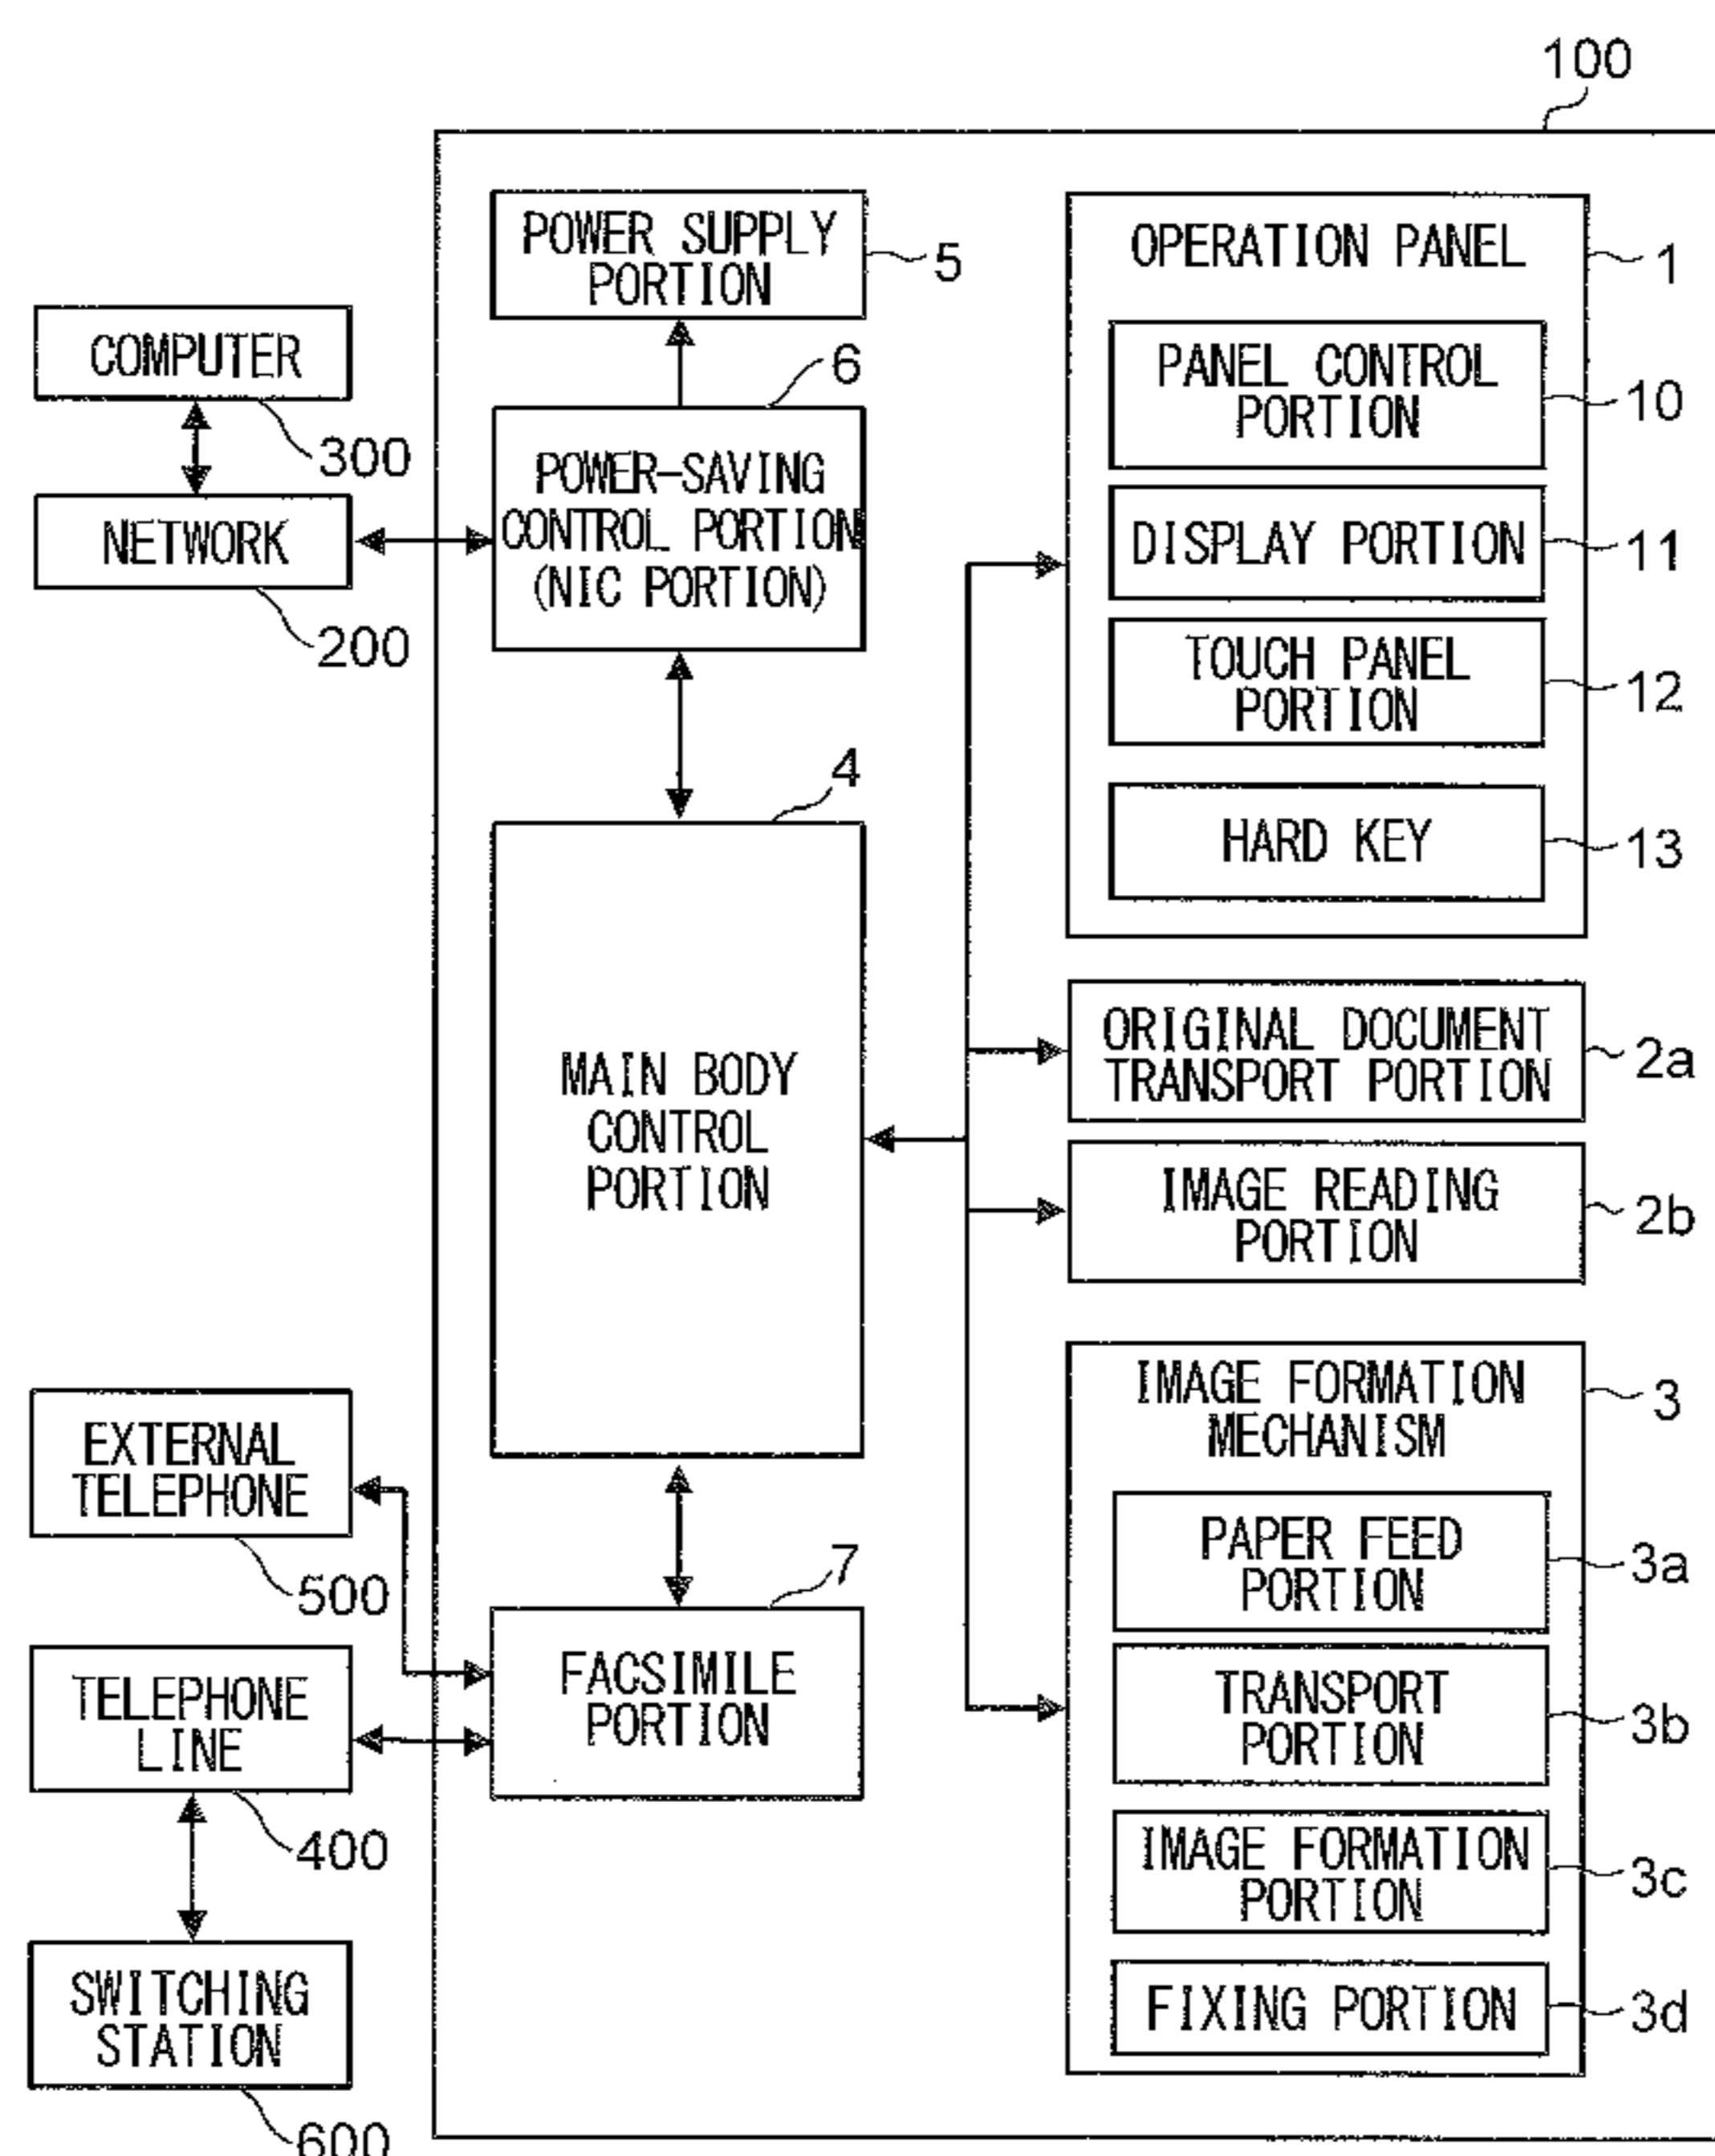 100
POWER SUPPLY
PORTION
5
OPERATION PANEL
1
COMPUTER
300
6
PANEL CONTROL
PORTION
10
NETWORK
200
POWER-SAVING
CONTROL PORTION
(NIC PORTION)
DISPLAY PORTION
11
TOUCH PANEL
PORTION
12
4
HARD KEY
13
MAIN BODY
CONTROL
PORTION
ORIGINAL DOCUMENT
TRANSPORT PORTION
2a
IMAGE READING
PORTION
2b
IMAGE FORMATION
MECHANISM
3
EXTERNAL
TELEPHONE
500
PAPER FEED
PORTION
3a
7
FACSIMILE
PORTION
TELEPHONE
LINE
400
TRANSPORT
PORTION
3b
IMAGE FORMATION
PORTION
3c
SWITCHING
STATION
600
FIXING PORTION
3d